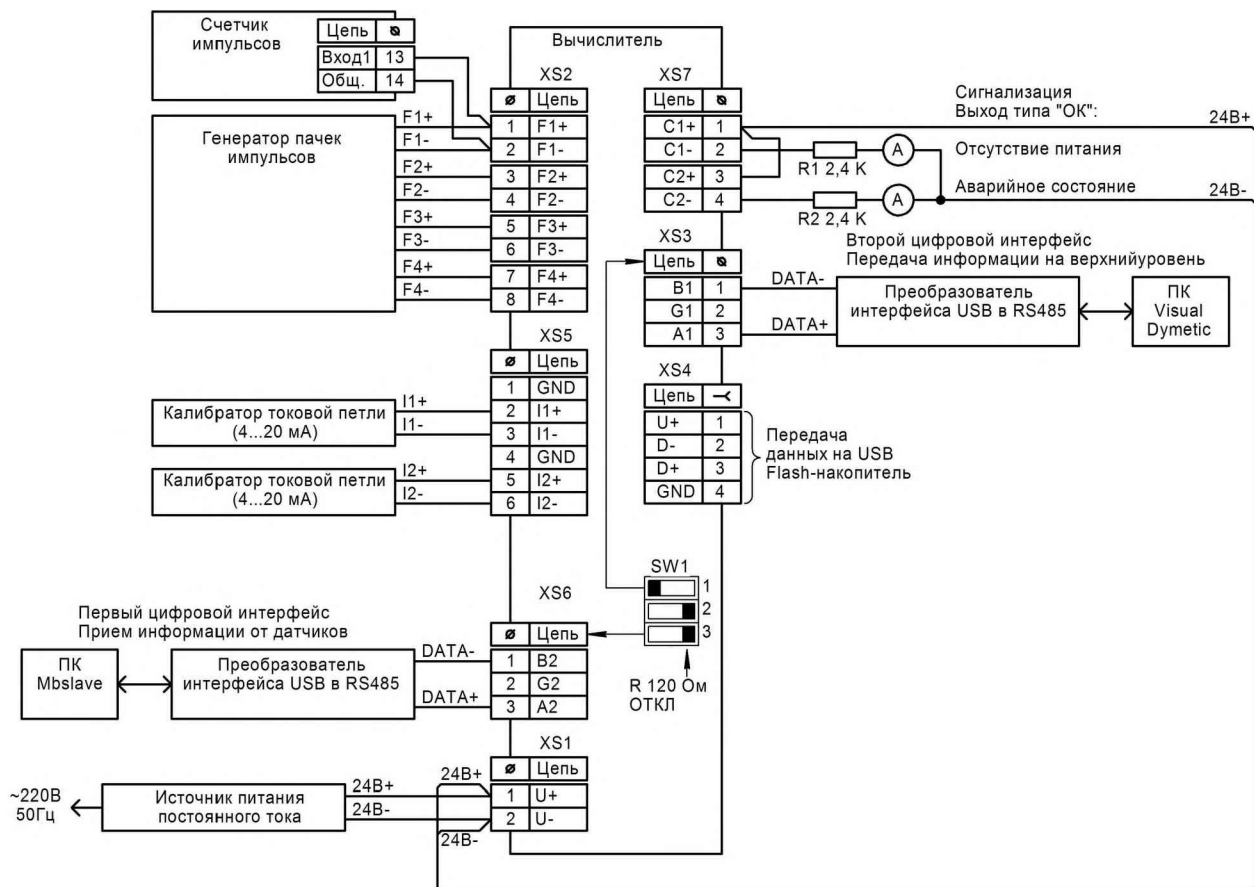 Счетчик
импульсов
Цепь ø
Вход1 13
Общ. 14
Генератор пачек
импульсов
F1+
F1-
F2+
F2-
F3+
F3-
F4+
F4-
Вычислитель
XS2
ø Цепь
1 F1+
2 F1-
3 F2+
4 F2-
5 F3+
6 F3-
7 F4+
8 F4-
XS7
Цепь ø
C1+ 1
C1- 2
C2+ 3
C2- 4
R1 2,4 K
A
R2 2,4 K
A
Сигнализация
Выход типа "ОК":
24В+
Отсутствие питания
Аварийное состояние
24В-
XS3
Цепь ø
B1 1
G1 2
A1 3
DATA-
DATA+
Второй цифровой интерфейс
Передача информации на верхнийуровень
Преобразователь
интерфейса USB в RS485
ПК
Visual
Dymetic
XS5
ø Цепь
1 GND
2 I1+
3 I1-
4 GND
5 I2+
6 I2-
Калибратор токовой петли
(4...20 мА)
I1+
I1-
Калибратор токовой петли
(4...20 мА)
I2+
I2-
XS4
Цепь
U+ 1
D- 2
D+ 3
GND 4
Передача
данных на USB
Flash-накопитель
SW1
1
2
3
R 120 Ом
ОТКЛ
Первый цифровой интерфейс
Прием информации от датчиков
ПК
Mbslave
Преобразователь
интерфейса USB в RS485
DATA-
DATA+
XS6
ø Цепь
1 B2
2 G2
3 A2
XS1
ø Цепь
1 U+
2 U-
~220В
50Гц
Источник питания
постоянного тока
24В+
24В-
24В+
24В-